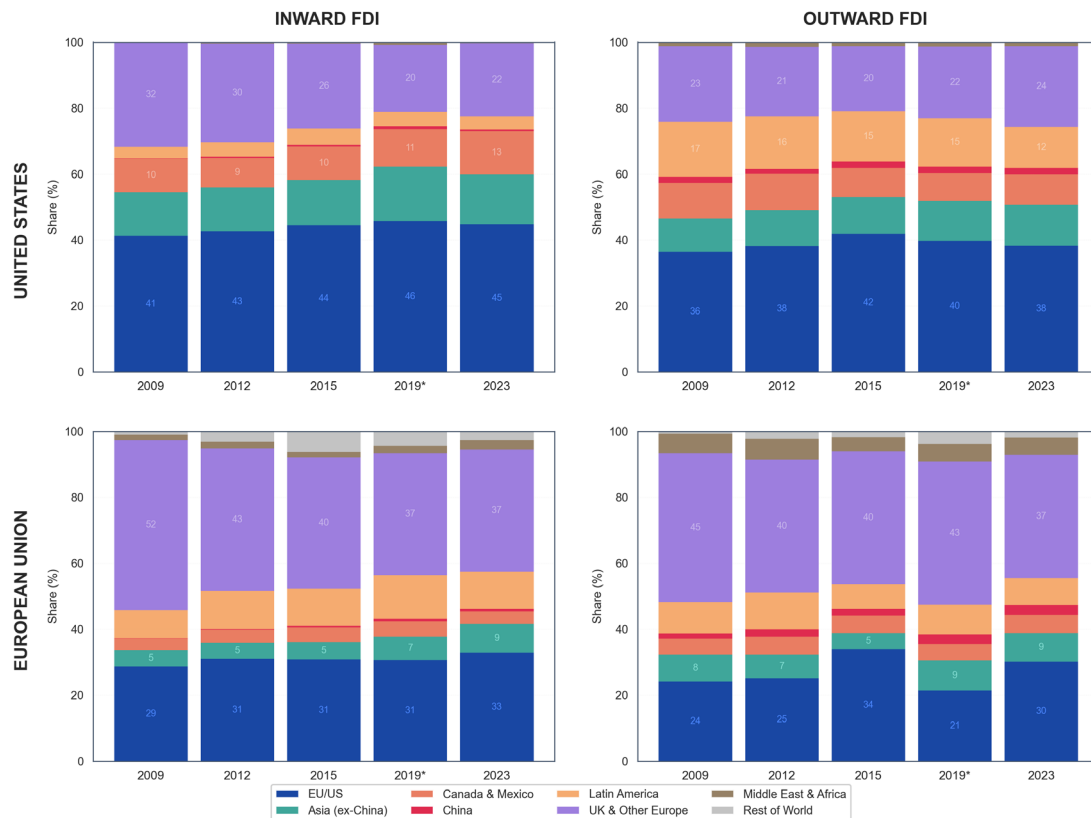 INWARD FDI
OUTWARD FDI
UNITED STATES
Share (%)
100
80
60
40
20
0
32 30 26 20 22
10 9 10 11 13
41 43 44 46 45
2009 2012 2015 2019* 2023
Share (%)
100
80
60
40
20
0
23 21 20 22 24
17 16 15 15 12
36 38 42 40 38
2009 2012 2015 2019* 2023
EUROPEAN UNION
Share (%)
100
80
60
40
20
0
52 43 40 37 37
5 5 5 7 9
29 31 31 31 33
2009 2012 2015 2019* 2023
Share (%)
100
80
60
40
20
0
45 40 40 43 37
8 7 5 9 9
24 25 34 21 30
2009 2012 2015 2019* 2023
EU/US Canada & Mexico Latin America Middle East & Africa
Asia (ex-China) China UK & Other Europe Rest of World